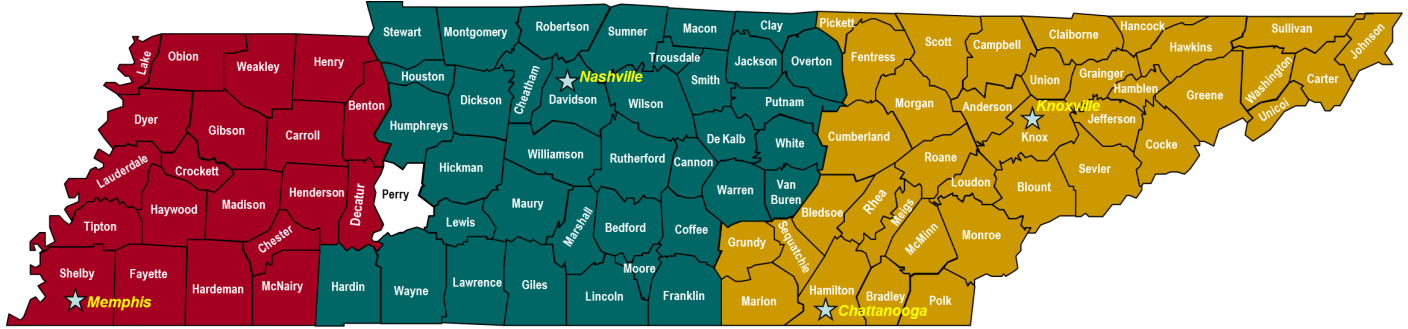 Lake
Obion
Weakley
Henry
Benton
Dyer
Gibson
Carroll
Lauderdale
Crockett
Haywood
Madison
Henderson
Decatur
Tipton
Chester
Shelby
Fayette
Hardeman
McNairy
Memphis
Stewart
Montgomery
Robertson
Sumner
Macon
Clay
Trousdale
Houston
Dickson
Cheatham
Nashville
Davidson
Wilson
Smith
Jackson
Overton
Humphreys
Putnam
De Kalb
White
Hickman
Williamson
Rutherford
Cannon
Perry
Warren
Van
Buren
Lewis
Maury
Marshall
Bedford
Coffee
Hardin
Wayne
Lawrence
Giles
Moore
Lincoln
Franklin
Pickett
Fentress
Scott
Campbell
Claiborne
Hancock
Hawkins
Sullivan
Johnson
Union
Grainger
Hamblen
Washington
Carter
Greene
Unicoi
Morgan
Anderson
Knoxville
Knox
Jefferson
Cumberland
Cocke
Roane
Loudon
Blount
Sevier
Bledsoe
Rhea
Meigs
McMinn
Monroe
Grundy
Sequatchie
Marion
Hamilton
Bradley
Polk
Chattanooga